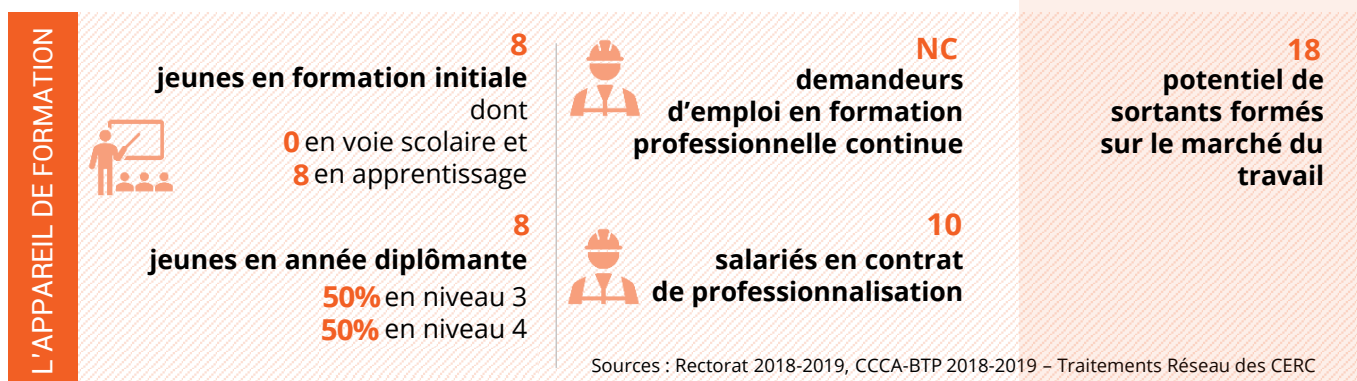 L'APPAREIL DE FORMATION
8
jeunes en formation initiale
dont
0 en voie scolaire et
8 en apprentissage
8
jeunes en année diplômante
50% en niveau 3
50% en niveau 4
NC
demandeurs
d'emploi en formation
professionnelle continue
10
salariés en contrat
de professionnalisation
18
potentiel de
sortants formés
sur le marché du
travail
Sources : Rectorat 2018-2019, CCCA-BTP 2018-2019 – Traitements Réseau des CERC